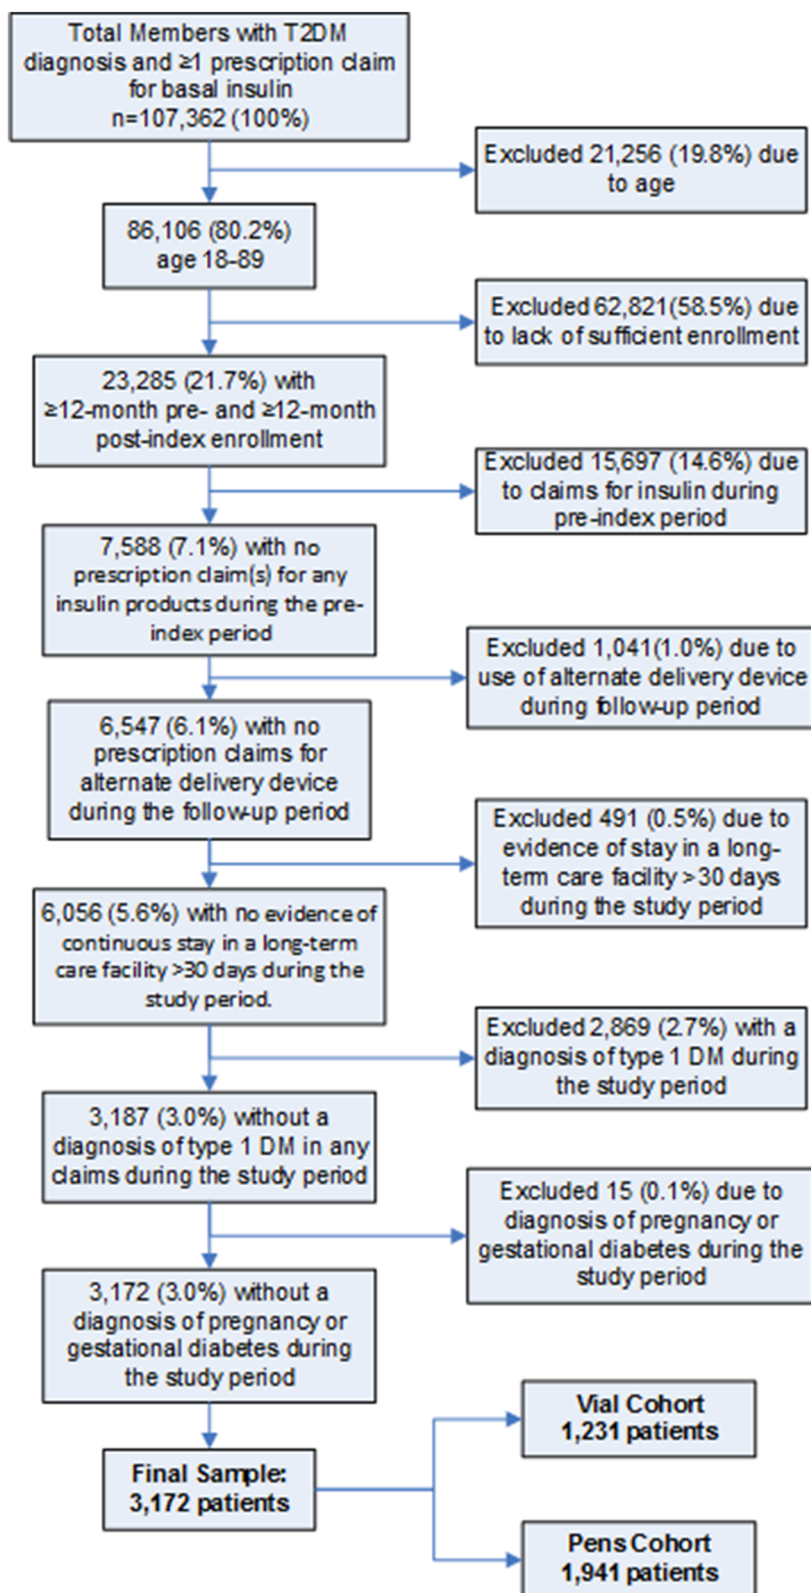 Total Members with T2DM
diagnosis and ≥1 prescription claim
for basal insulin
n=107,362 (100%)
Excluded 21,256 (19.8%) due
to age
86,106 (80.2%)
age 18-89
Excluded 62,821(58.5%) due
to lack of sufficient enrollment
23,285 (21.7%) with
≥12-month pre- and ≥12-month
post-index enrollment
Excluded 15,697 (14.6%) due
to claims for insulin during
pre-index period
7,588 (7.1%) with no
prescription claim(s) for any
insulin products during the pre-
index period
Excluded 1,041(1.0%) due to
use of alternate delivery device
during follow-up period
6,547 (6.1%) with no
prescription claims for
alternate delivery device
during the follow-up period
Excluded 491 (0.5%) due to
evidence of stay in a long-
term care facility >30 days
during the study period
6,056 (5.6%) with no evidence of
continuous stay in a long-term
care facility >30 days during the
study period.
Excluded 2,869 (2.7%) with a
diagnosis of type 1 DM during
the study period
3,187 (3.0%) without a
diagnosis of type 1 DM in any
claims during the study period
Excluded 15 (0.1%) due to
diagnosis of pregnancy or
gestational diabetes during the
study period
3,172 (3.0%) without a
diagnosis of pregnancy or
gestational diabetes during
the study period
Vial Cohort
1,231 patients
Final Sample:
3,172 patients
Pens Cohort
1,941 patients